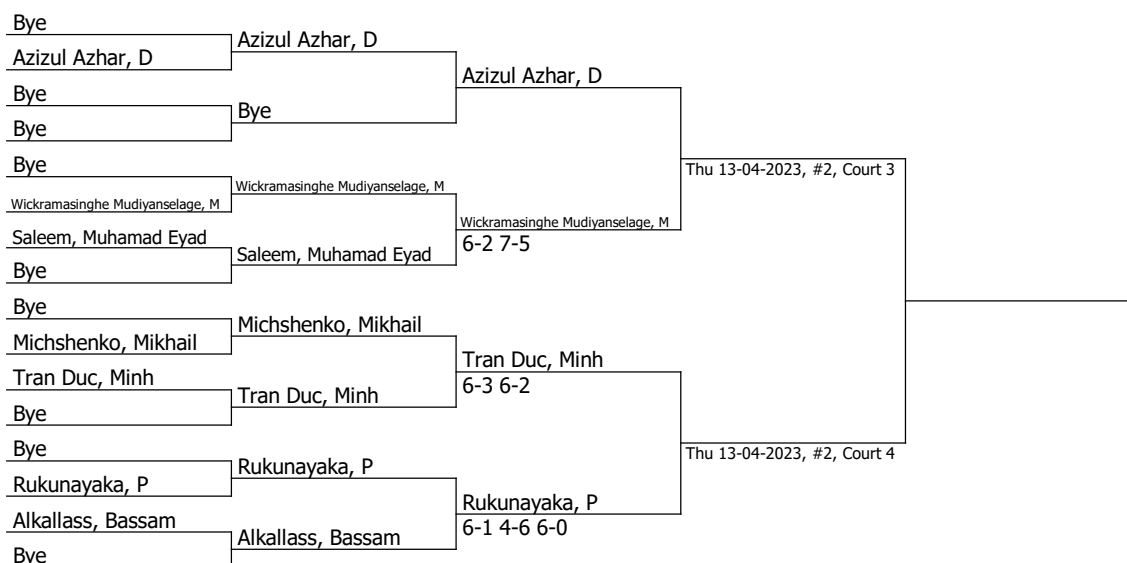 Bye
Azizul Azhar, D
Bye
Bye
Bye
Wickramasinghe Mudiyanselage, M
Saleem, Muhamad Eyad
Bye
Bye
Michshenko, Mikhail
Tran Duc, Minh
Bye
Bye
Rukunayaka, P
Alkallass, Bassam
Bye
Azizul Azhar, D
Bye
Wickramasinghe Mudiyanselage, M
Saleem, Muhamad Eyad
Michshenko, Mikhail
Tran Duc, Minh
Rukunayaka, P
Alkallass, Bassam
Azizul Azhar, D
Wickramasinghe Mudiyanselage, M
6-2 7-5
Tran Duc, Minh
6-3 6-2
Rukunayaka, P
6-1 4-6 6-0
Thu 13-04-2023, #2, Court 3
Thu 13-04-2023, #2, Court 4